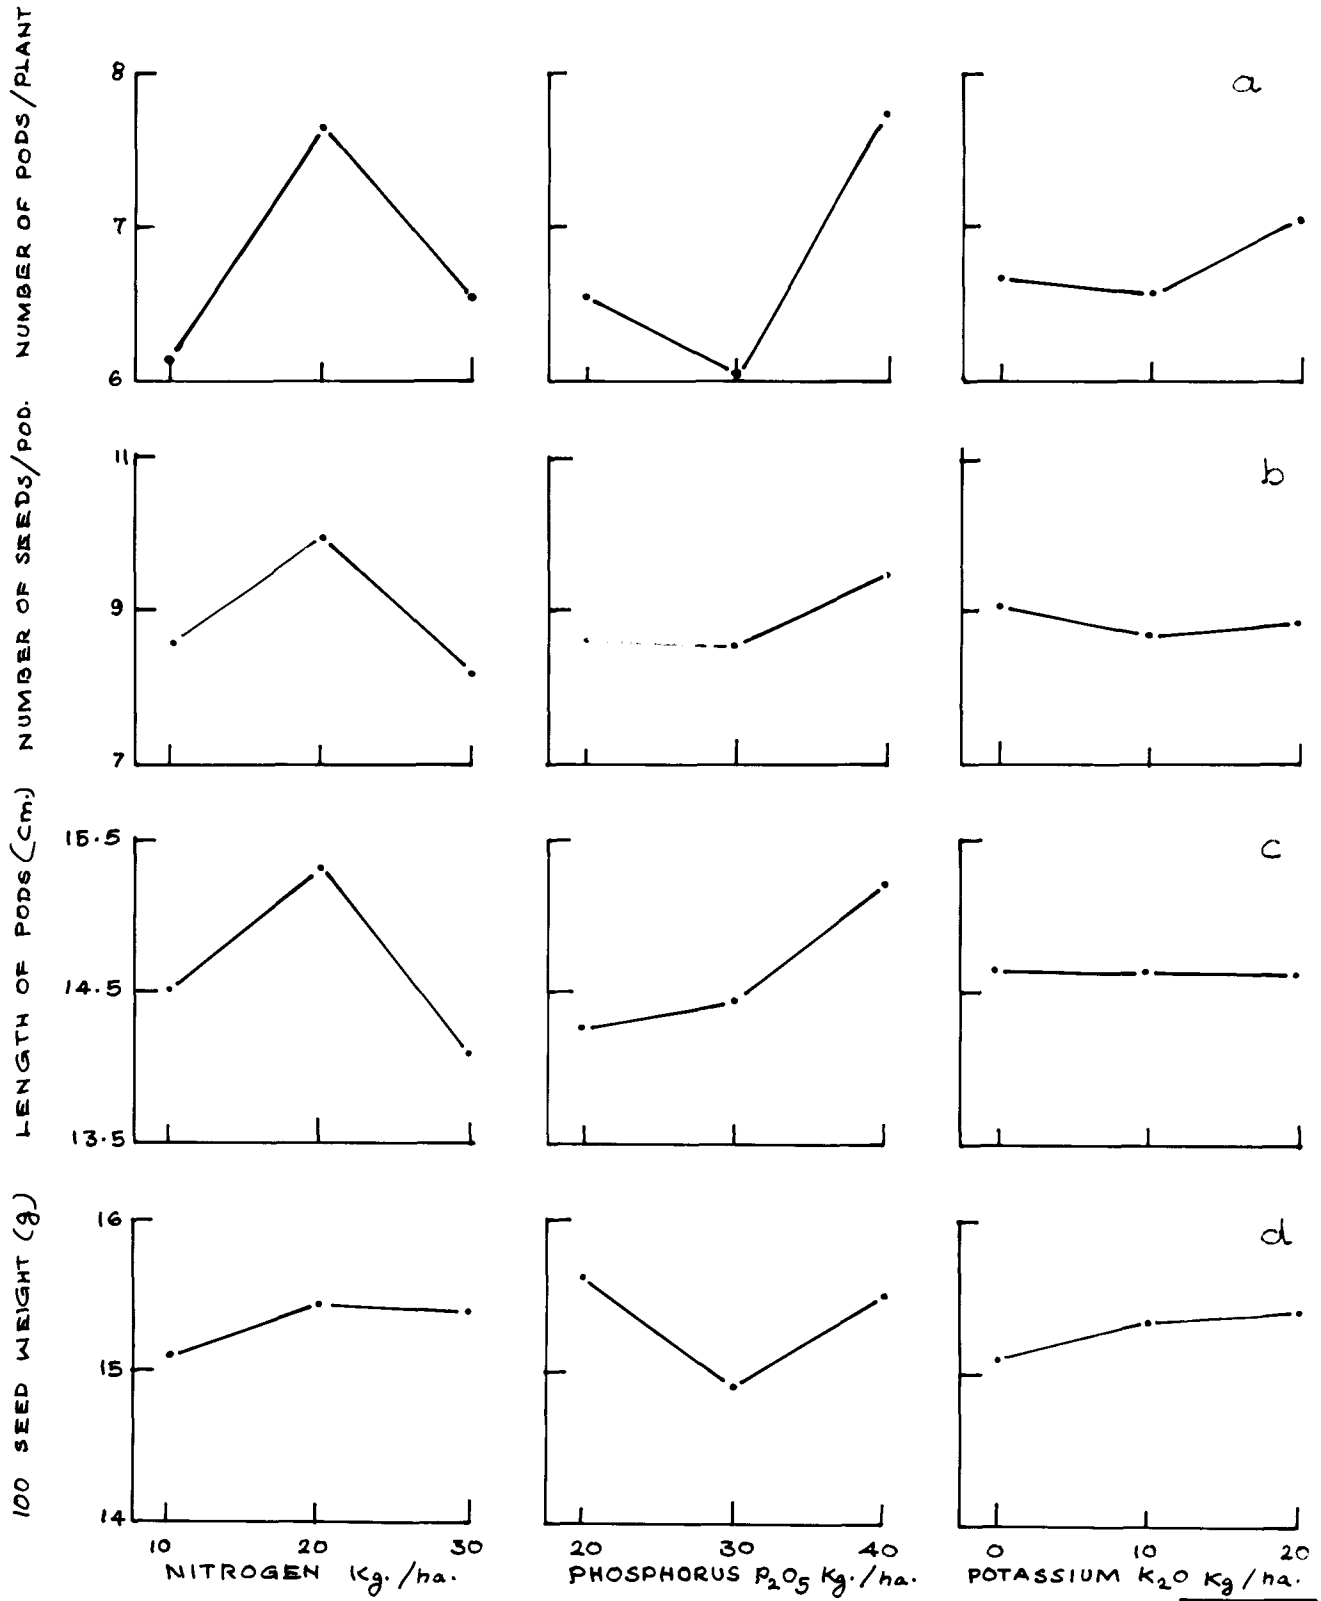 NUMBER OF PODS/PLANT
8
7
6
a
NUMBER OF SEEDS/POD.
11
9
7
b
LENGTH OF PODS (Cm.)
15.5
14.5
13.5
c
100 SEED WEIGHT (g)
16
15
14
d
10 20 30 20 30 40 0 10 20
NITROGEN Kg./ha. PHOSPHORUS P₂O₅ Kg./ha. POTASSIUM K₂O Kg/ha.